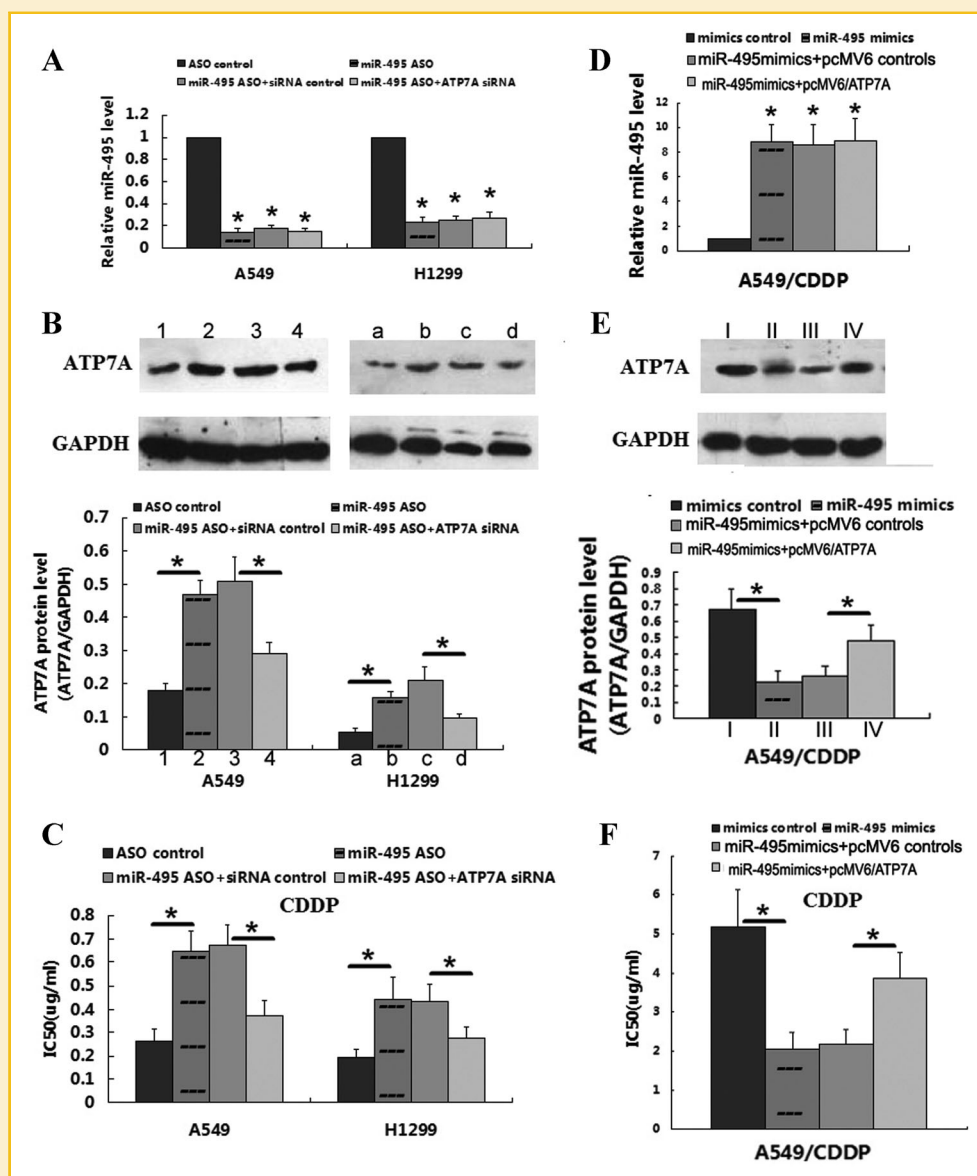 A
ASO control
miR-495 ASO
miR-495 ASO+siRNA control
miR-495 ASO+ATP7A siRNA
Relative miR-495 level
1.2
1
0.8
0.6
0.4
0.2
0
* * *
* * *
A549
H1299
B
1 2 3 4
a b c d
ATP7A
GAPDH
ASO control
miR-495 ASO
miR-495 ASO+siRNA control
miR-495 ASO+ATP7A siRNA
ATP7A protein level
(ATP7A/GAPDH)
0.7
0.6
0.5
0.4
0.3
0.2
0.1
0
* *
* *
1 2 3 4
a b c d
A549
H1299
C
ASO control
miR-495 ASO
miR-495 ASO+siRNA control
miR-495 ASO+ATP7A siRNA
CDDP
IC50(ug/ml)
0.8
0.7
0.6
0.5
0.4
0.3
0.2
0.1
0
* *
* *
A549
H1299
D
mimics control
miR-495 mimics
miR-495mimics+pcMV6 controls
miR-495mimics+pcMV6/ATP7A
Relative miR-495 level
12
10
8
6
4
2
0
* * *
A549/CDDP
E
I II III IV
ATP7A
GAPDH
mimics control
miR-495 mimics
miR-495mimics+pcMV6 controls
miR-495mimics+pcMV6/ATP7A
ATP7A protein level
(ATP7A/GAPDH)
0.9
0.8
0.7
0.6
0.5
0.4
0.3
0.2
0.1
0
* *
I II III IV
A549/CDDP
F
mimics control
miR-495 mimics
miR-495mimics+pcMV6 controls
miR-495mimics+pcMV6/ATP7A
CDDP
IC50(ug/ml)
7
6
5
4
3
2
1
0
* *
A549/CDDP